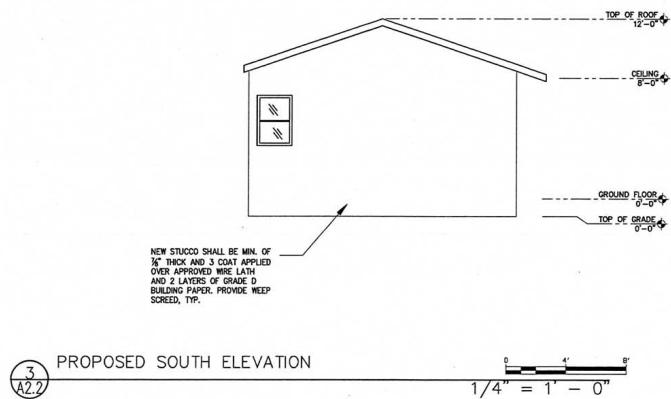 TOP OF ROOF
12'-0"
CEILING
8'-0"
GROUND FLOOR
0'-0"
TOP OF GRADE
0'-0"
NEW STUCCO SHALL BE MIN. OF
7/8" THICK AND 3 COAT APPLIED
OVER APPROVED WIRE LATH
AND 2 LAYERS OF GRADE D
BUILDING PAPER. PROVIDE WEEP
SCREED, TYP.
3
A2.2
PROPOSED SOUTH ELEVATION
0 4' 8'
1/4" = 1' - 0"